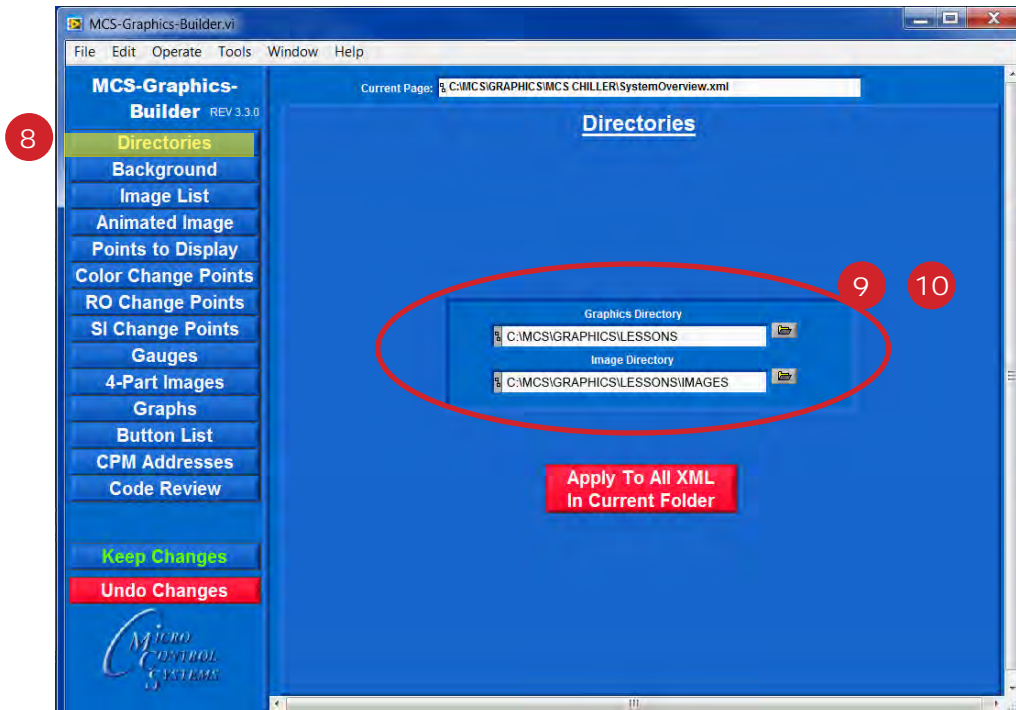 MCS-Graphics-Builder.vi
File Edit Operate Tools Window Help
MCS-Graphics-
Builder REV 3.3.0
Current Page: C:\MCS\GRAPHICS\MCS CHILLER\SystemOverview.xml
8
Directories
Background
Image List
Animated Image
Points to Display
Color Change Points
RO Change Points
SI Change Points
Gauges
4-Part Images
Graphs
Button List
CPM Addresses
Code Review
Keep Changes
Undo Changes
MICRO
CONTROL
SYSTEMS
Directories
9 10
Graphics Directory
C:\MCS\GRAPHICS\LESSONS
Image Directory
C:\MCS\GRAPHICS\LESSONS\IMAGES
Apply To All XML
In Current Folder